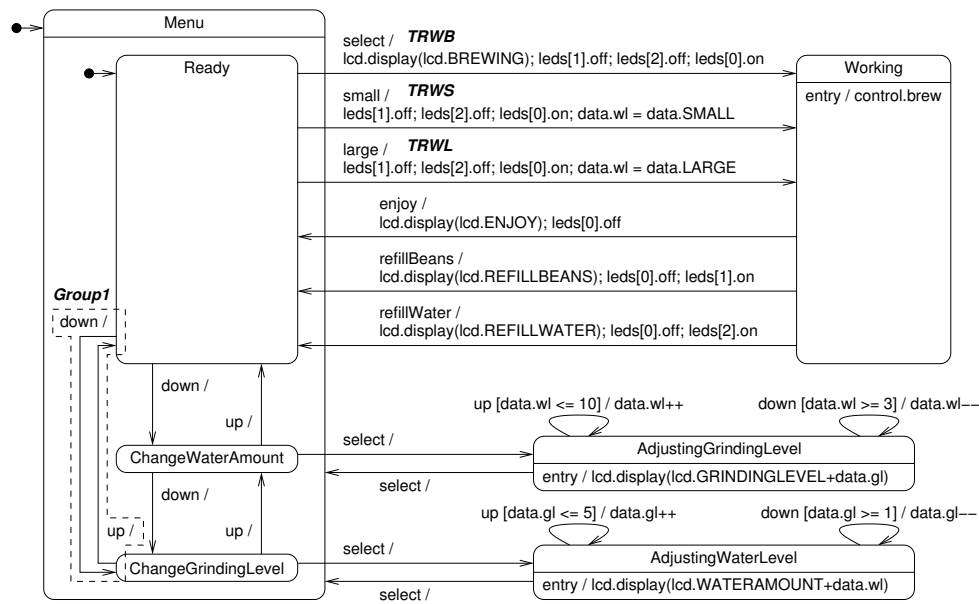 Menu
Ready
select / TRWB
lcd.display(lcd.BREWING); leds[1].off; leds[2].off; leds[0].on
small / TRWS
leds[1].off; leds[2].off; leds[0].on; data.wl = data.SMALL
large / TRWL
leds[1].off; leds[2].off; leds[0].on; data.wl = data.LARGE
enjoy /
lcd.display(lcd.ENJOY); leds[0].off
refillBeans /
lcd.display(lcd.REFILLBEANS); leds[0].off; leds[1].on
refillWater /
lcd.display(lcd.REFILLWATER); leds[0].off; leds[2].on
Working
entry / control.brew
Group1
down /
down /
up /
ChangeWaterAmount
down /
up /
up /
ChangeGrindingLevel
select /
select /
up [data.wl <= 10] / data.wl++
down [data.wl >= 3] / data.wl−−
AdjustingGrindingLevel
entry / lcd.display(lcd.GRINDINGLEVEL+data.gl)
select /
select /
up [data.gl <= 5] / data.gl++
down [data.gl >= 1] / data.gl−−
AdjustingWaterLevel
entry / lcd.display(lcd.WATERAMOUNT+data.wl)